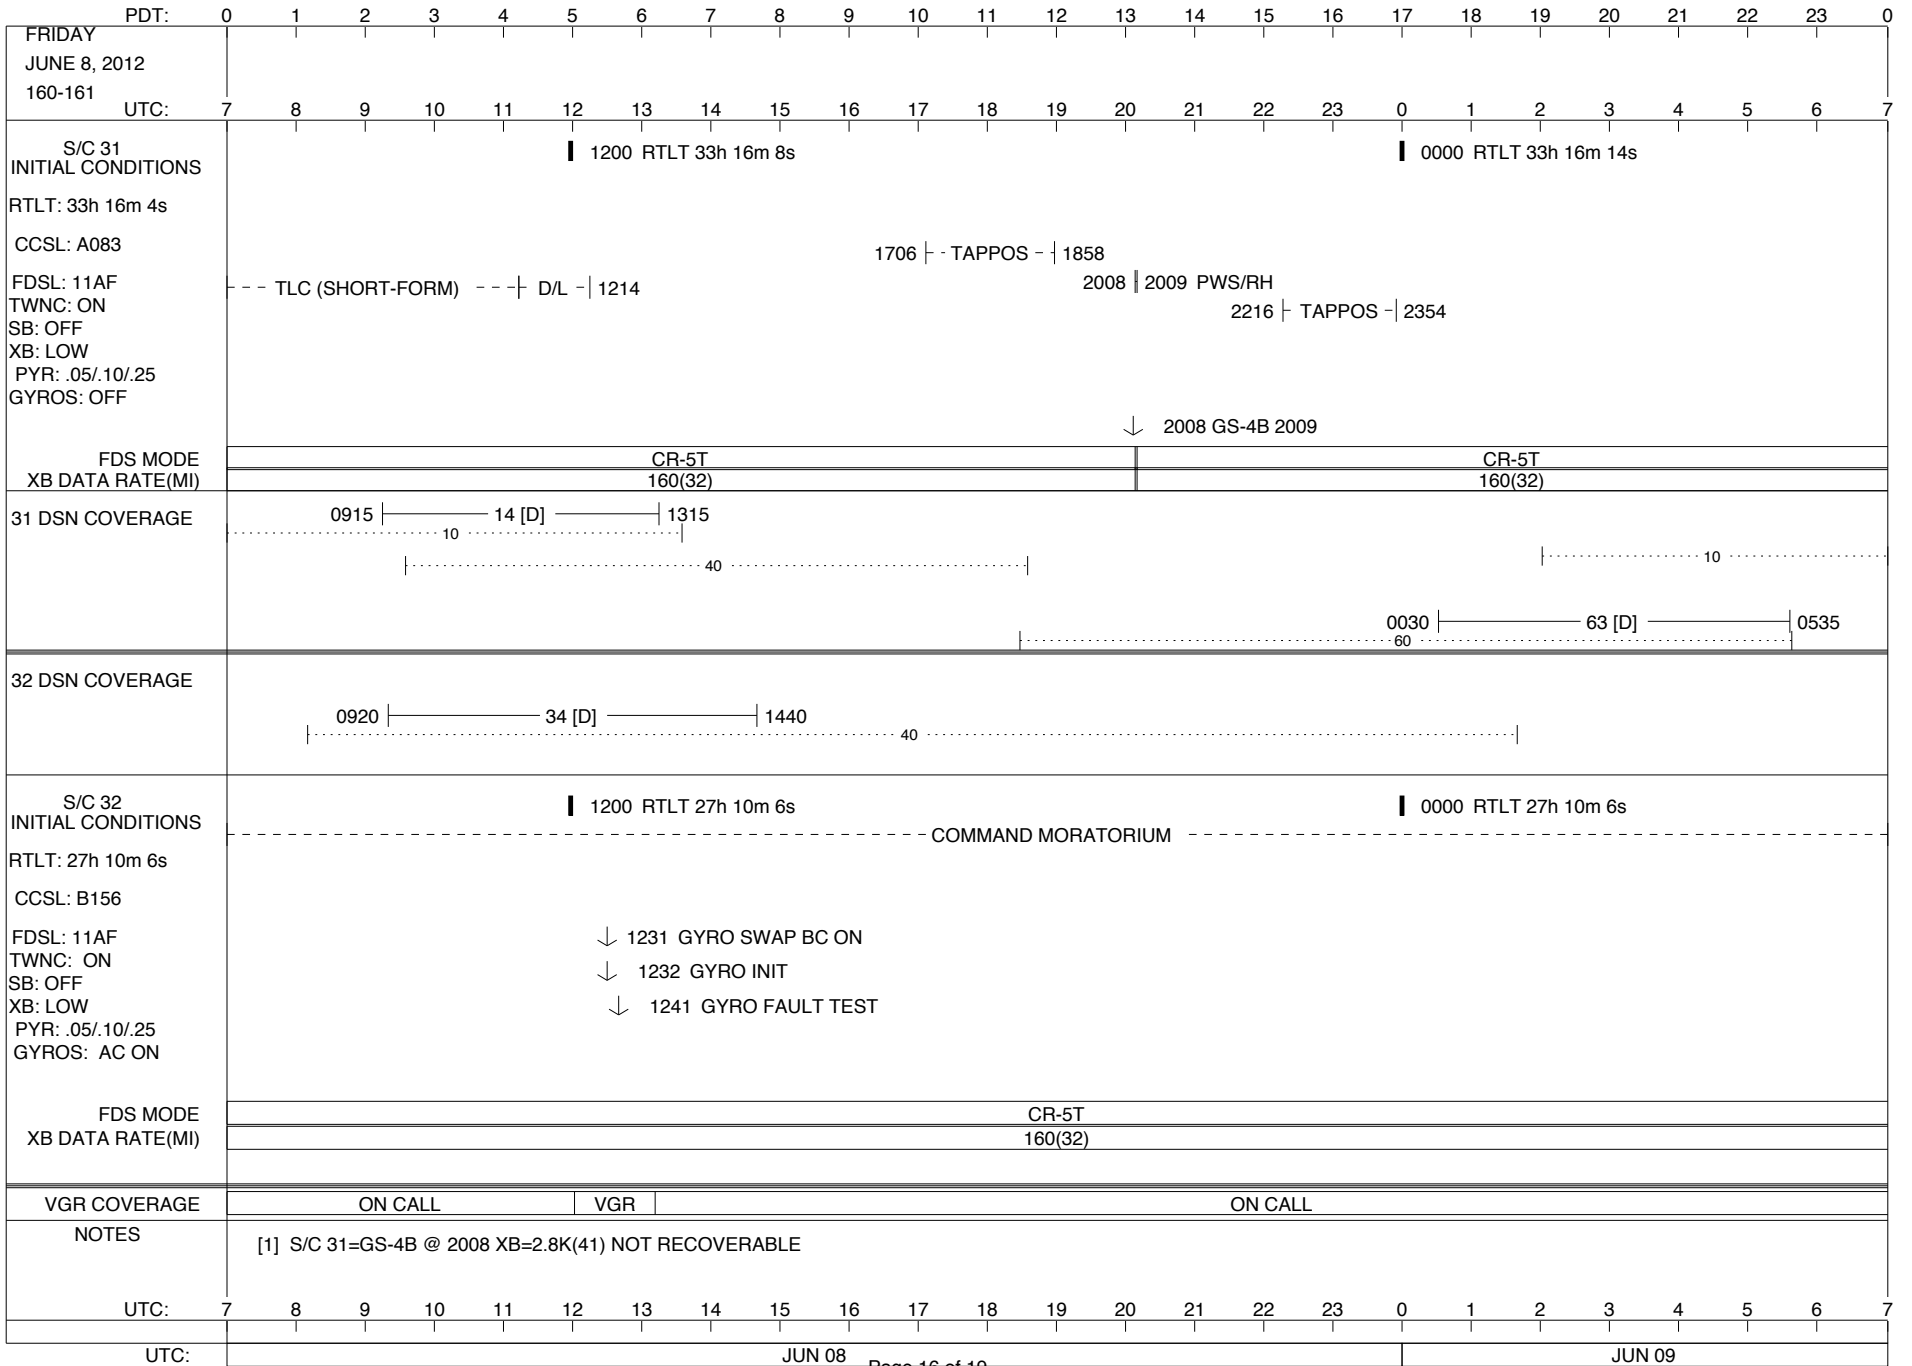 PDT: 0 1 2 3 4 5 6 7 8 9 10 11 12 13 14 15 16 17 18 19 20 21 22 23 0
FRIDAY
JUNE 8, 2012
160-161
UTC: 7 8 9 10 11 12 13 14 15 16 17 18 19 20 21 22 23 0 1 2 3 4 5 6 7
S/C 31
INITIAL CONDITIONS
1200 RTLT 33h 16m 8s
0000 RTLT 33h 16m 14s
RTLT: 33h 16m 4s
CCSL: A083
1706 TAPPOS 1858
FDSL: 11AF
TLC (SHORT-FORM) D/L 1214
2008 2009 PWS/RH
TWNC: ON
2216 TAPPOS 2354
SB: OFF
XB: LOW
PYR: .05/.10/.25
GYROS: OFF
2008 GS-4B 2009
FDS MODE CR-5T CR-5T
XB DATA RATE(MI) 160(32) 160(32)
31 DSN COVERAGE
0915 14 [D] 1315
10
40
10
0030 63 [D] 0535
60
32 DSN COVERAGE
0920 34 [D] 1440
40
S/C 32
INITIAL CONDITIONS
1200 RTLT 27h 10m 6s
0000 RTLT 27h 10m 6s
COMMAND MORATORIUM
RTLT: 27h 10m 6s
CCSL: B156
FDSL: 11AF
1231 GYRO SWAP BC ON
TWNC: ON
1232 GYRO INIT
SB: OFF
XB: LOW
1241 GYRO FAULT TEST
PYR: .05/.10/.25
GYROS: AC ON
FDS MODE CR-5T
XB DATA RATE(MI) 160(32)
VGR COVERAGE ON CALL VGR ON CALL
NOTES
[1] S/C 31=GS-4B @ 2008 XB=2.8K(41) NOT RECOVERABLE
UTC: 7 8 9 10 11 12 13 14 15 16 17 18 19 20 21 22 23 0 1 2 3 4 5 6 7
UTC: JUN 08 JUN 09
Page 16 of 19